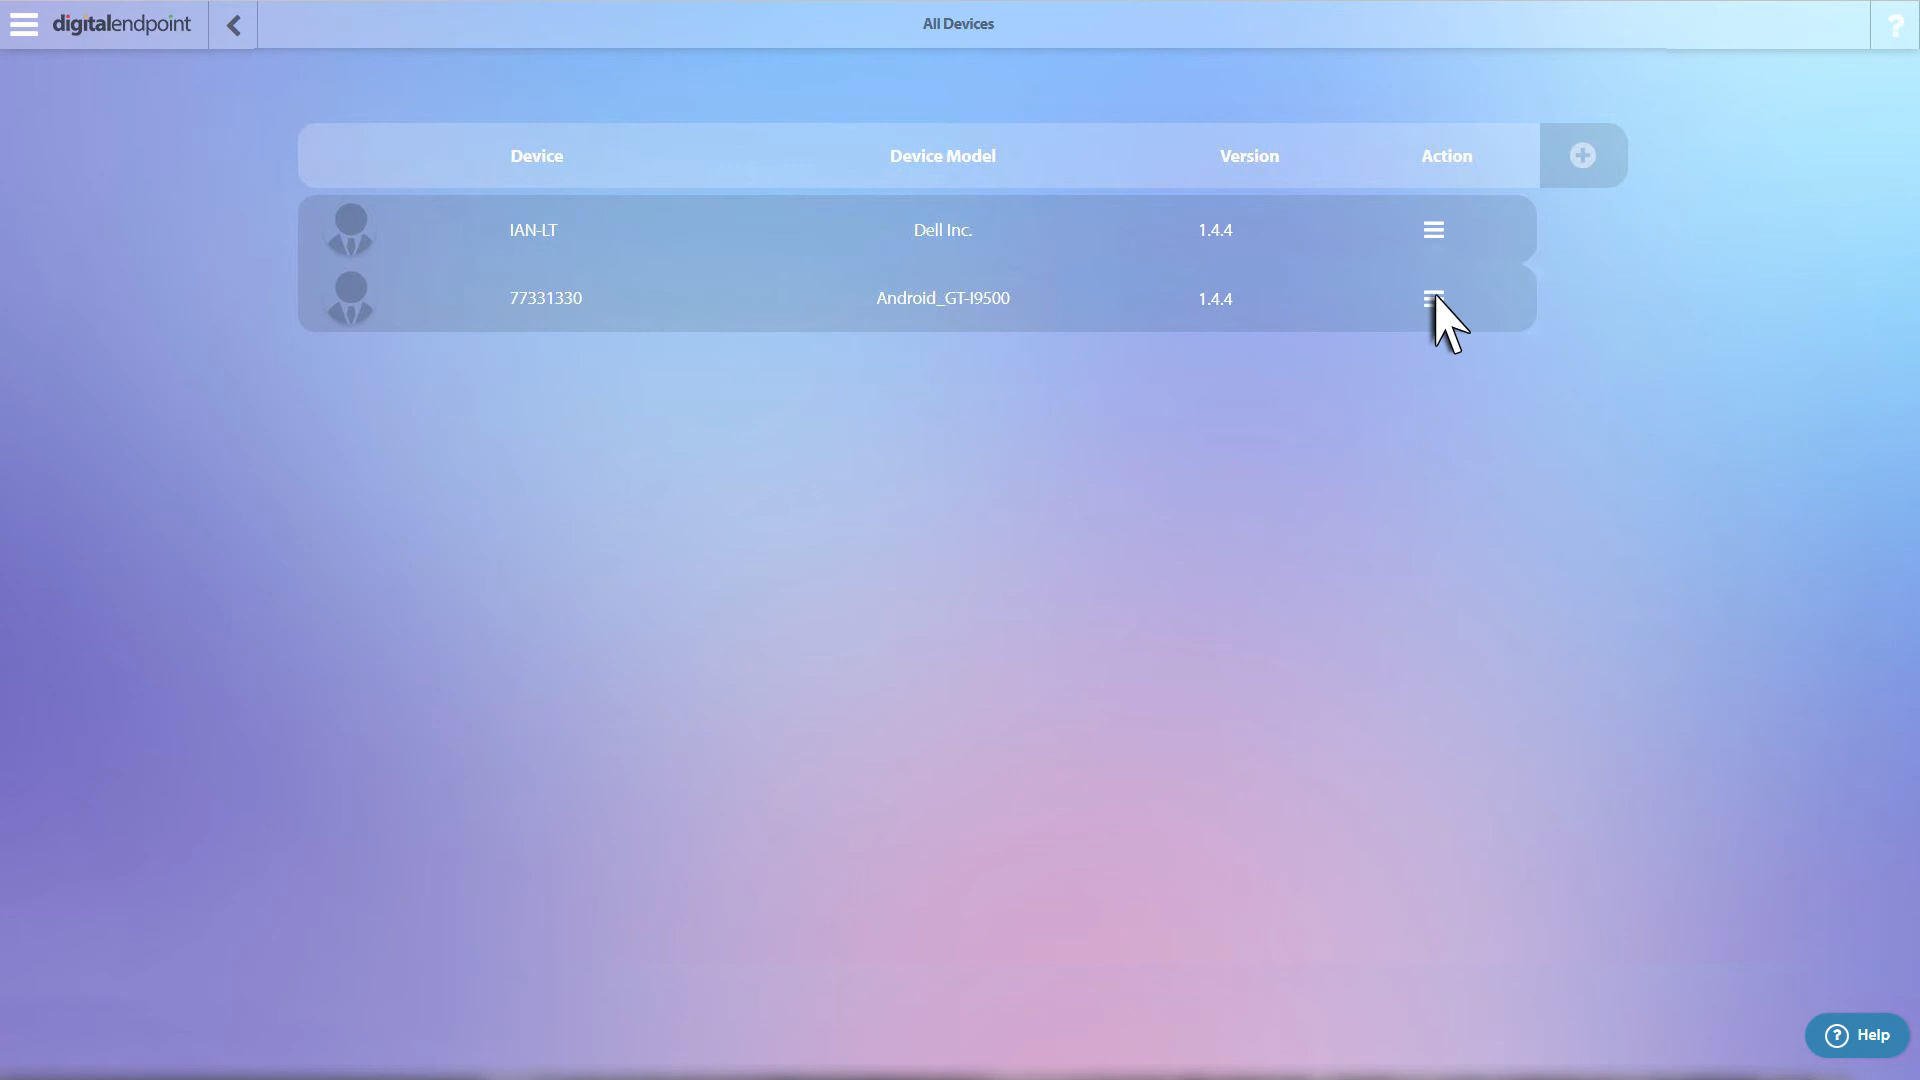 digitalendpoint
All Devices
?
Device Device Model Version Action
IAN-LT Dell Inc. 1.4.4
77331330 Android_GT-I9500 1.4.4
? Help